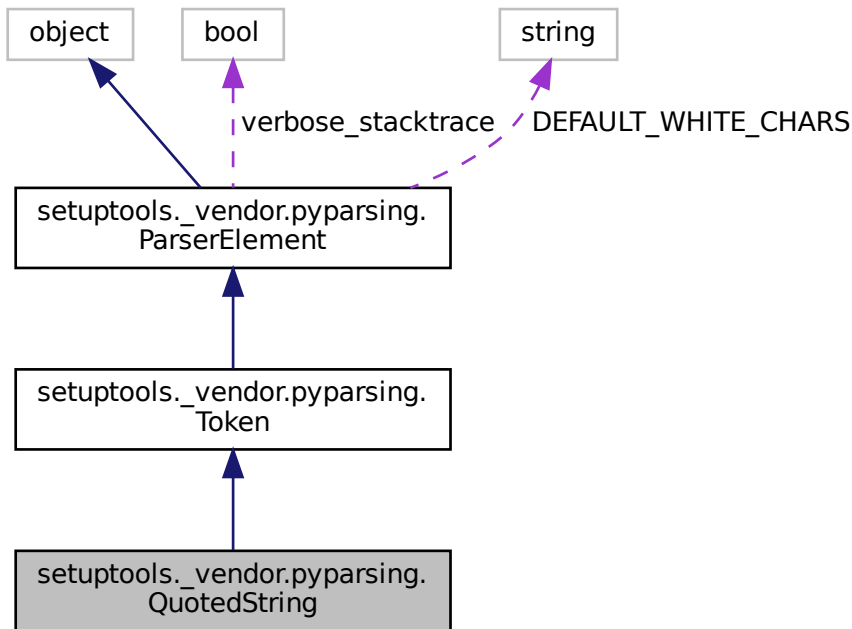 object
bool
string
verbose_stacktrace
DEFAULT_WHITE_CHARS
setuptools._vendor.pyparsing.
ParserElement
setuptools._vendor.pyparsing.
Token
setuptools._vendor.pyparsing.
QuotedString